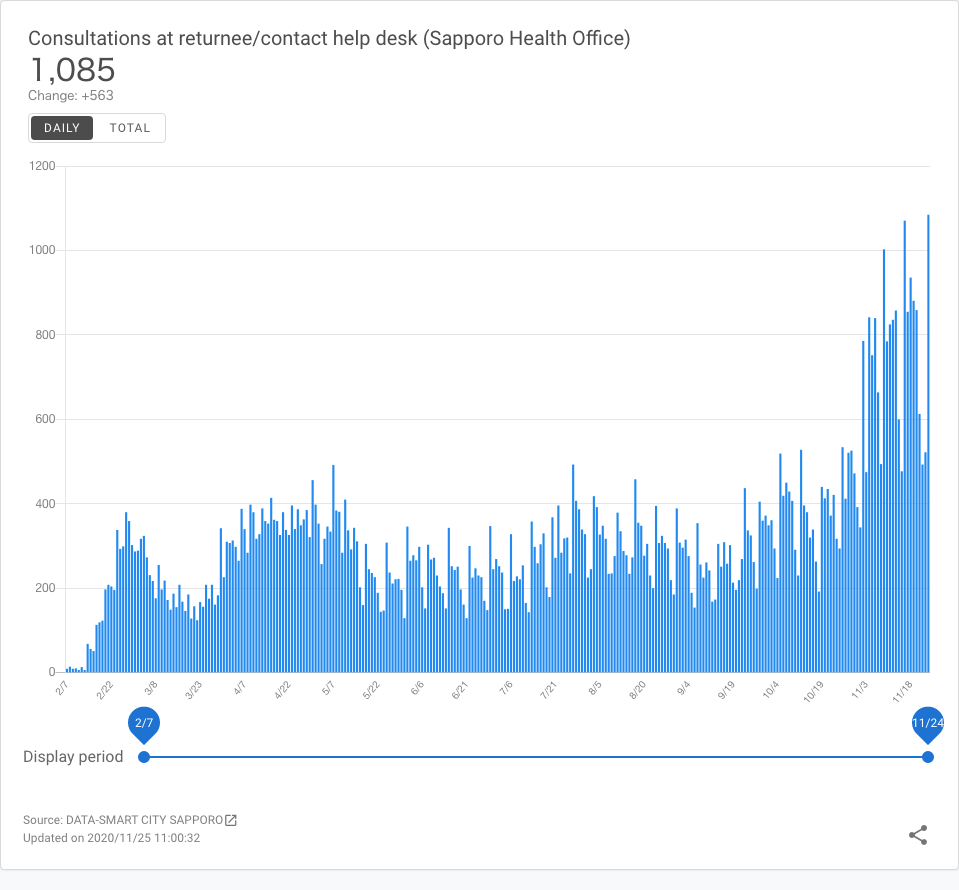 Consultations at returnee/contact help desk (Sapporo Health Office)
1,085
Change: +563
DAILY TOTAL
1200
1000
800
600
400
200
0
2/7 2/22 3/8 3/23 4/7 4/22 5/7 5/22 6/6 6/21 7/6 7/21 8/5 8/20 9/4 9/19 10/4 10/19 11/3 11/18
2/7 11/24
Display period
Source: DATA-SMART CITY SAPPORO
Updated on 2020/11/25 11:00:32